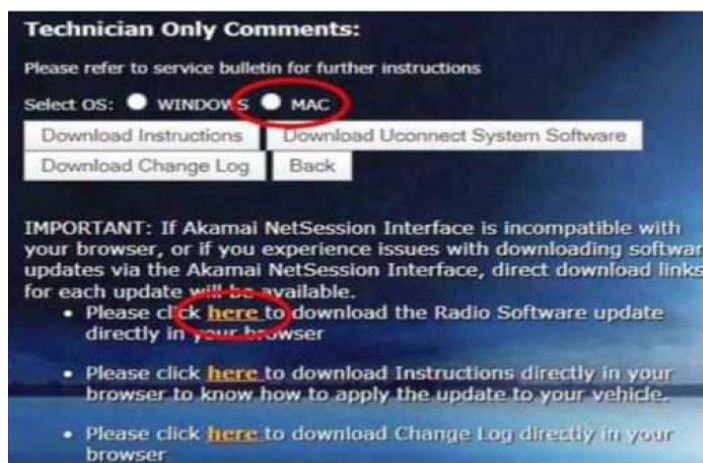 Technician Only Comments:
Please refer to service bulletin for further instructions
Select OS: WINDOWS MAC
Download Instructions Download Uconnect System Software
Download Change Log Back
IMPORTANT: If Akamai NetSession Interface is incompatible with
your browser, or if you experience issues with downloading softwar
updates via the Akamai NetSession Interface, direct download links
for each update will be available.
• Please click here to download the Radio Software update
directly in your browser
• Please click here to download Instructions directly in your
browser to know how to apply the update to your vehicle.
• Please click here to download Change Log directly in your
browser